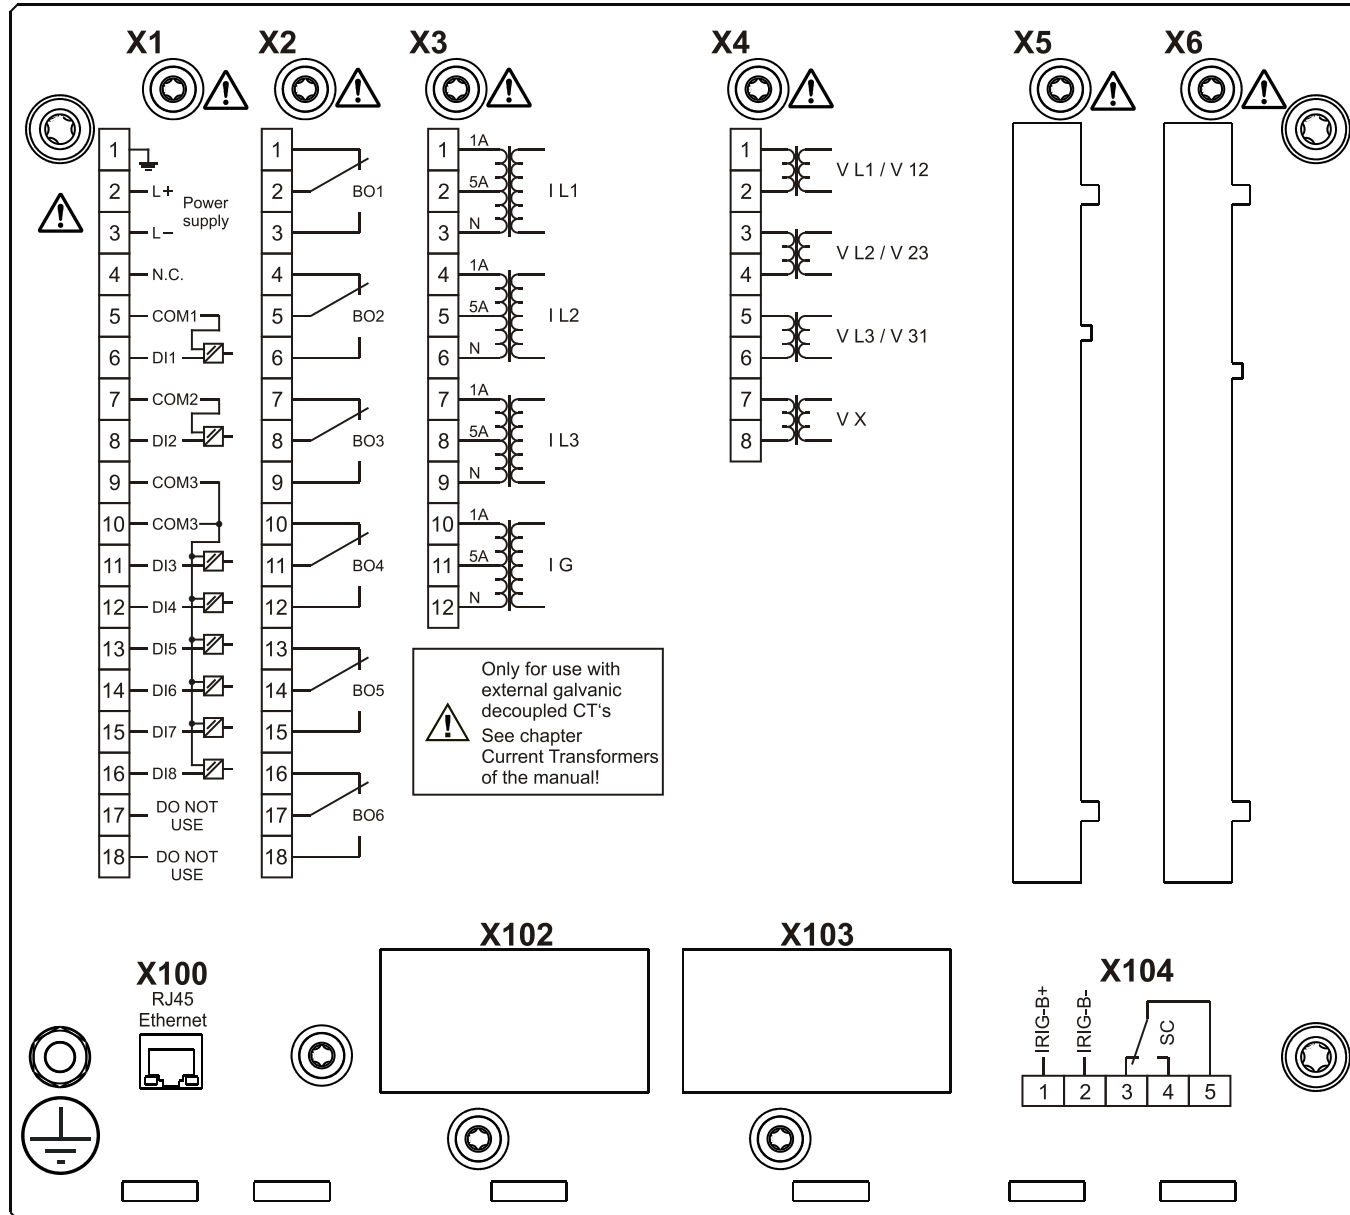 X1
X2
X3
X4
X5
X6
1
2 L+
Power
supply
3 L−
4 N.C.
5 COM1
6 DI1
7 COM2
8 DI2
9 COM3
10 COM3
11 DI3
12 DI4
13 DI5
14 DI6
15 DI7
16 DI8
17 DO NOT
USE
18 DO NOT
USE
1
2 BO1
3
4
5 BO2
6
7
8 BO3
9
10
11 BO4
12
13
14 BO5
15
16
17 BO6
18
1 1A
2 5A I L1
3 N
4 1A
5 5A I L2
6 N
7 1A
8 5A I L3
9 N
10 1A
11 5A I G
12 N
Only for use with
external galvanic
decoupled CT‘s
See chapter
Current Transformers
of the manual!
1
V L1 / V 12
2
3
V L2 / V 23
4
5
V L3 / V 31
6
7
V X
8
X100
RJ45
Ethernet
X102
X103
X104
IRIG-B+
IRIG-B-
SC
1 2 3 4 5